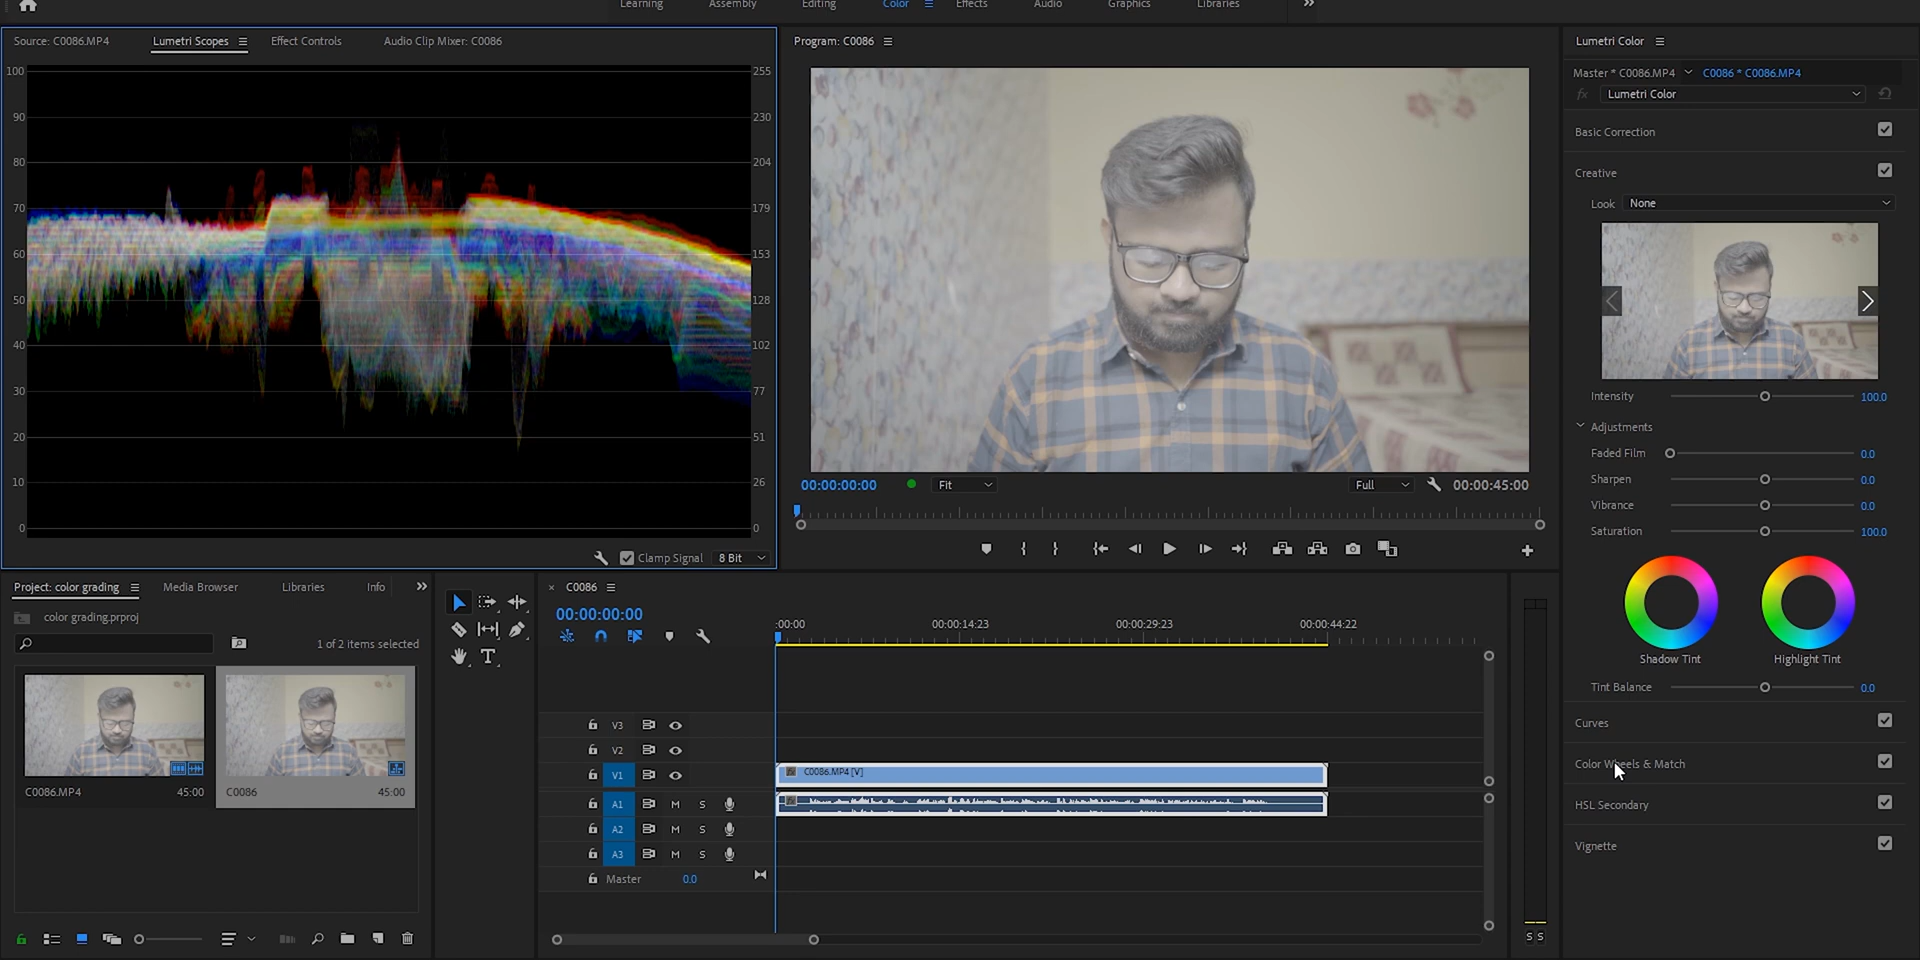 Learning Assembly Editing Color Effects Audio Graphics Libraries
Source: C0086.MP4 Lumetri Scopes Effect Controls Audio Clip Mixer: C0086
100 255
90 230
80 204
70 179
60 153
50 128
40 102
30 77
20 51
10 26
0 0
Clamp Signal 8 Bit
Program: C0086
00:00:00:00 Fit Full 00:00:45:00
Lumetri Color
Master * C0086.MP4 C0086 * C0086.MP4
fx Lumetri Color
Basic Correction
Creative
Look None
Intensity 100.0
Adjustments
Faded Film 0.0
Sharpen 0.0
Vibrance 0.0
Saturation 100.0
Shadow Tint Highlight Tint
Tint Balance 0.0
Curves
Color Wheels & Match
HSL Secondary
Vignette
Project: color grading Media Browser Libraries Info
color grading.prproj
1 of 2 items selected
C0086.MP4 45:00 C0086 45:00
C0086
00:00:00:00
:00:00 00:00:14:23 00:00:29:23 00:00:44:22
V3
V2
V1 C0086.MP4 [V]
A1 M S
A2 M S
A3 M S
Master 0.0
S S